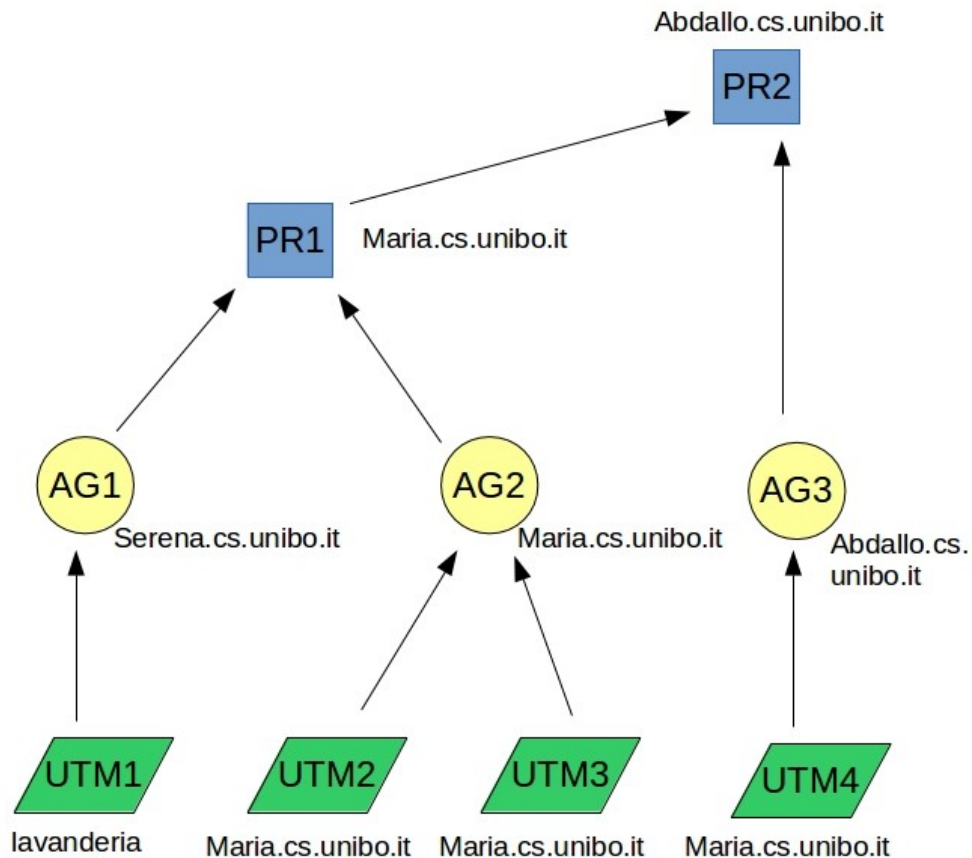 Abdallo.cs.unibo.it
PR2
PR1
Maria.cs.unibo.it
AG1
AG2
AG3
Serena.cs.unibo.it
Maria.cs.unibo.it
Abdallo.cs.
unibo.it
UTM1
UTM2
UTM3
UTM4
lavanderia
Maria.cs.unibo.it
Maria.cs.unibo.it
Maria.cs.unibo.it